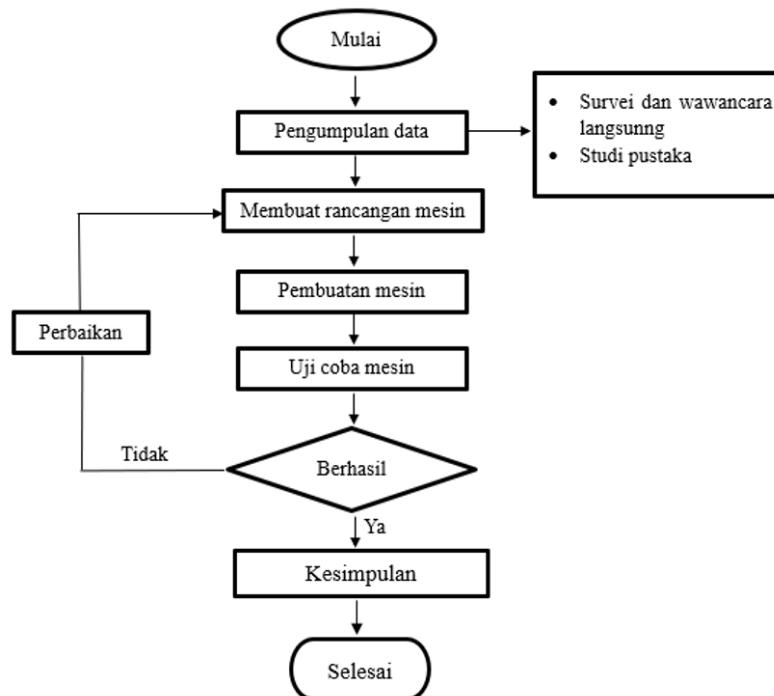 Mulai
Pengumpulan data
• Survei dan wawancara
langsunng
• Studi pustaka
Membuat rancangan mesin
Pembuatan mesin
Perbaikan
Uji coba mesin
Tidak
Berhasil
Ya
Kesimpulan
Selesai